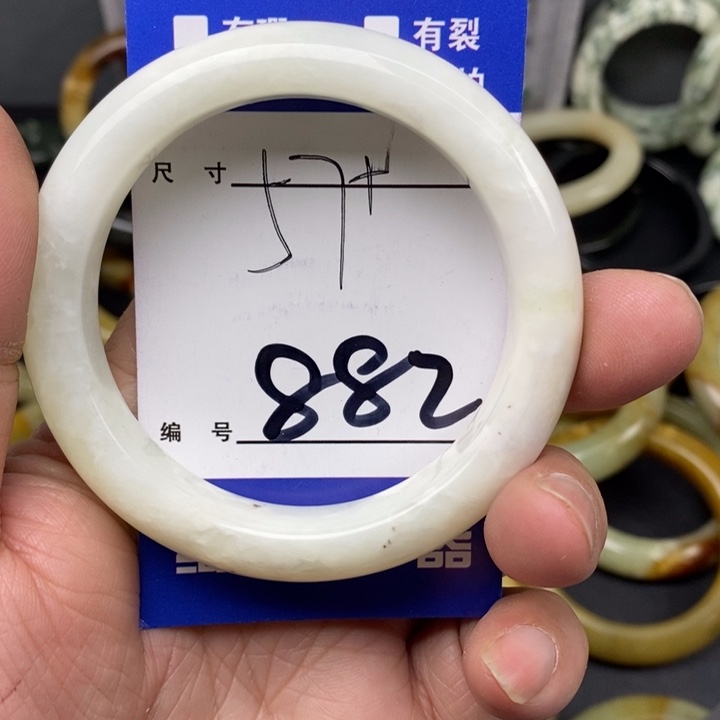 有裂
尺寸 57+
编号 882